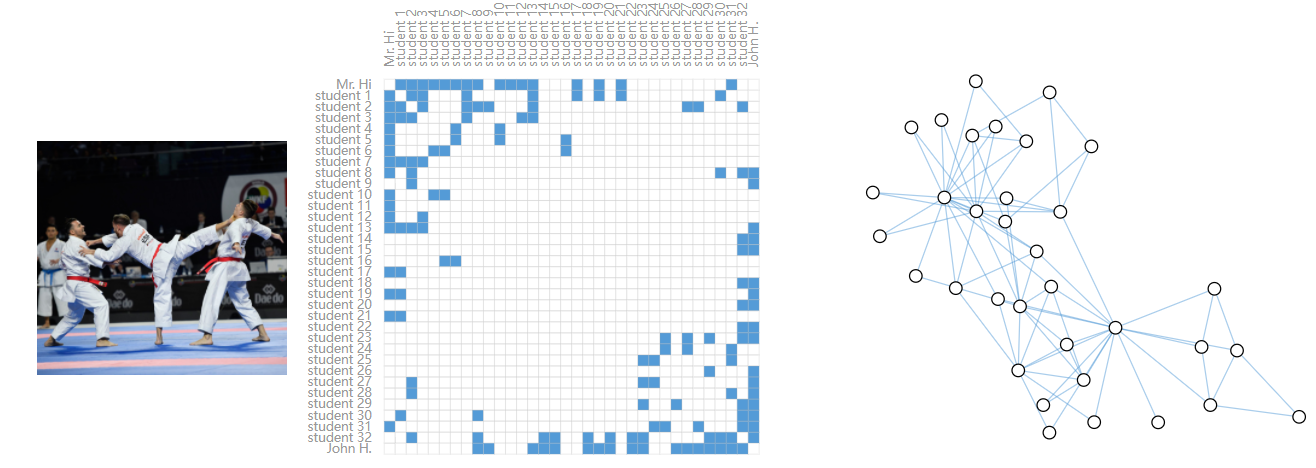 Mr. Hi
student 1
student 2
student 3
student 4
student 5
student 6
student 7
student 8
student 9
student 10
student 11
student 12
student 13
student 14
student 15
student 16
student 17
student 18
student 19
student 20
student 21
student 22
student 23
student 24
student 25
student 26
student 27
student 28
student 29
student 30
student 31
student 32
John H.
Mr. Hi
student 1
student 2
student 3
student 4
student 5
student 6
student 7
student 8
student 9
student 10
student 11
student 12
student 13
student 14
student 15
student 16
student 17
student 18
student 19
student 20
student 21
student 22
student 23
student 24
student 25
student 26
student 27
student 28
student 29
student 30
student 31
student 32
John H.
Daedo